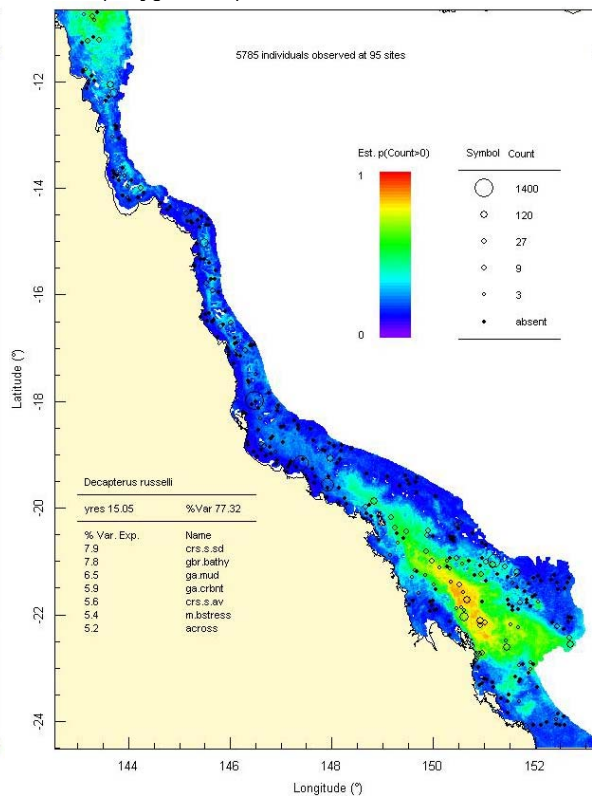 5785 individuals observed at 95 sites
Est. p(Count>0)
1
0
Symbol Count
1400
120
27
9
3
absent
Decapterus russelli
yres 15.05 %Var 77.32
% Var. Exp. Name
7.9 crs.s.sd
7.8 gbr.bathy
6.5 ga.mud
5.9 ga.crbnt
5.6 crs.s.av
5.4 m.bstress
5.2 across
Latitude (°)
-12
-14
-16
-18
-20
-22
-24
144 146 148 150 152
Longitude (°)